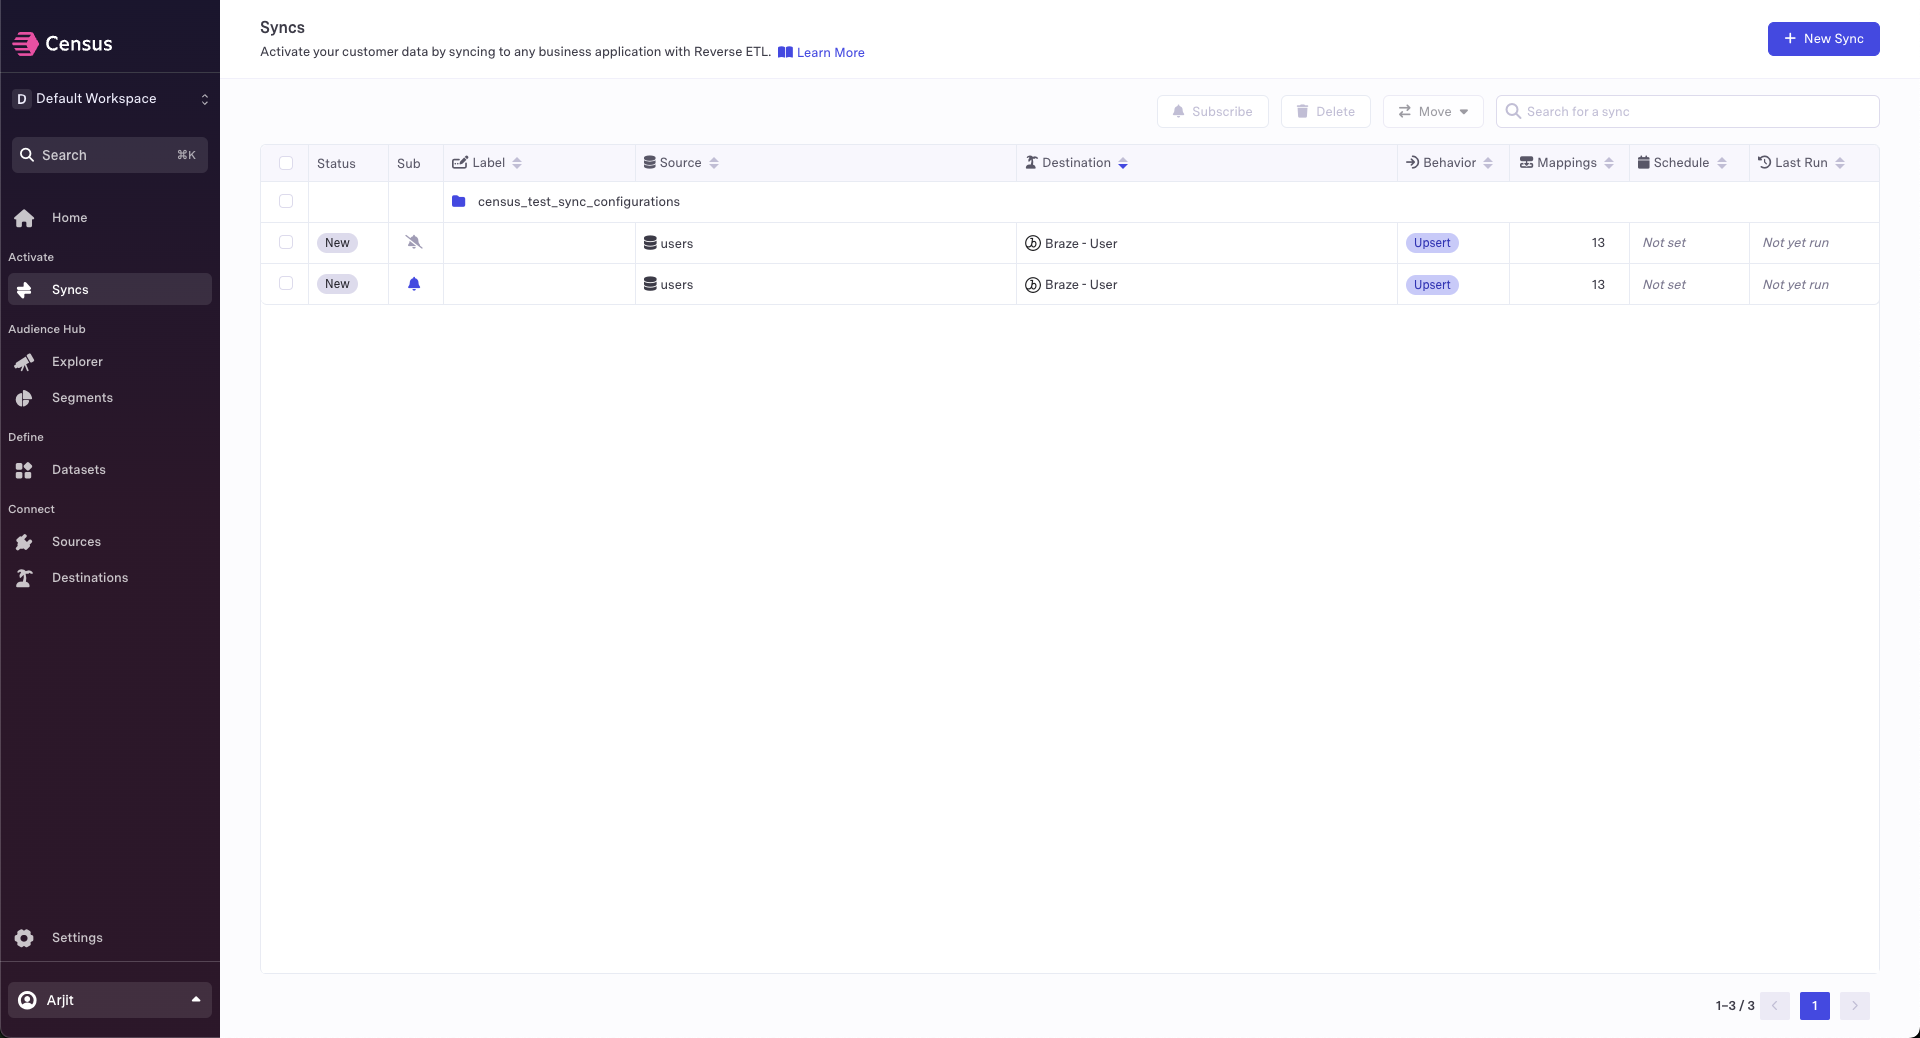 Census
D Default Workspace
Search ⌘K
Home
Activate
Syncs
Audience Hub
Explorer
Segments
Define
Datasets
Connect
Sources
Destinations
Settings
Arjit
Syncs
Activate your customer data by syncing to any business application with Reverse ETL. Learn More
+ New Sync
Subscribe Delete Move Search for a sync
Status Sub Label Source Destination Behavior Mappings Schedule Last Run
census_test_sync_configurations
New users Braze - User Upsert 13 Not set Not yet run
New users Braze - User Upsert 13 Not set Not yet run
1–3 / 3 1